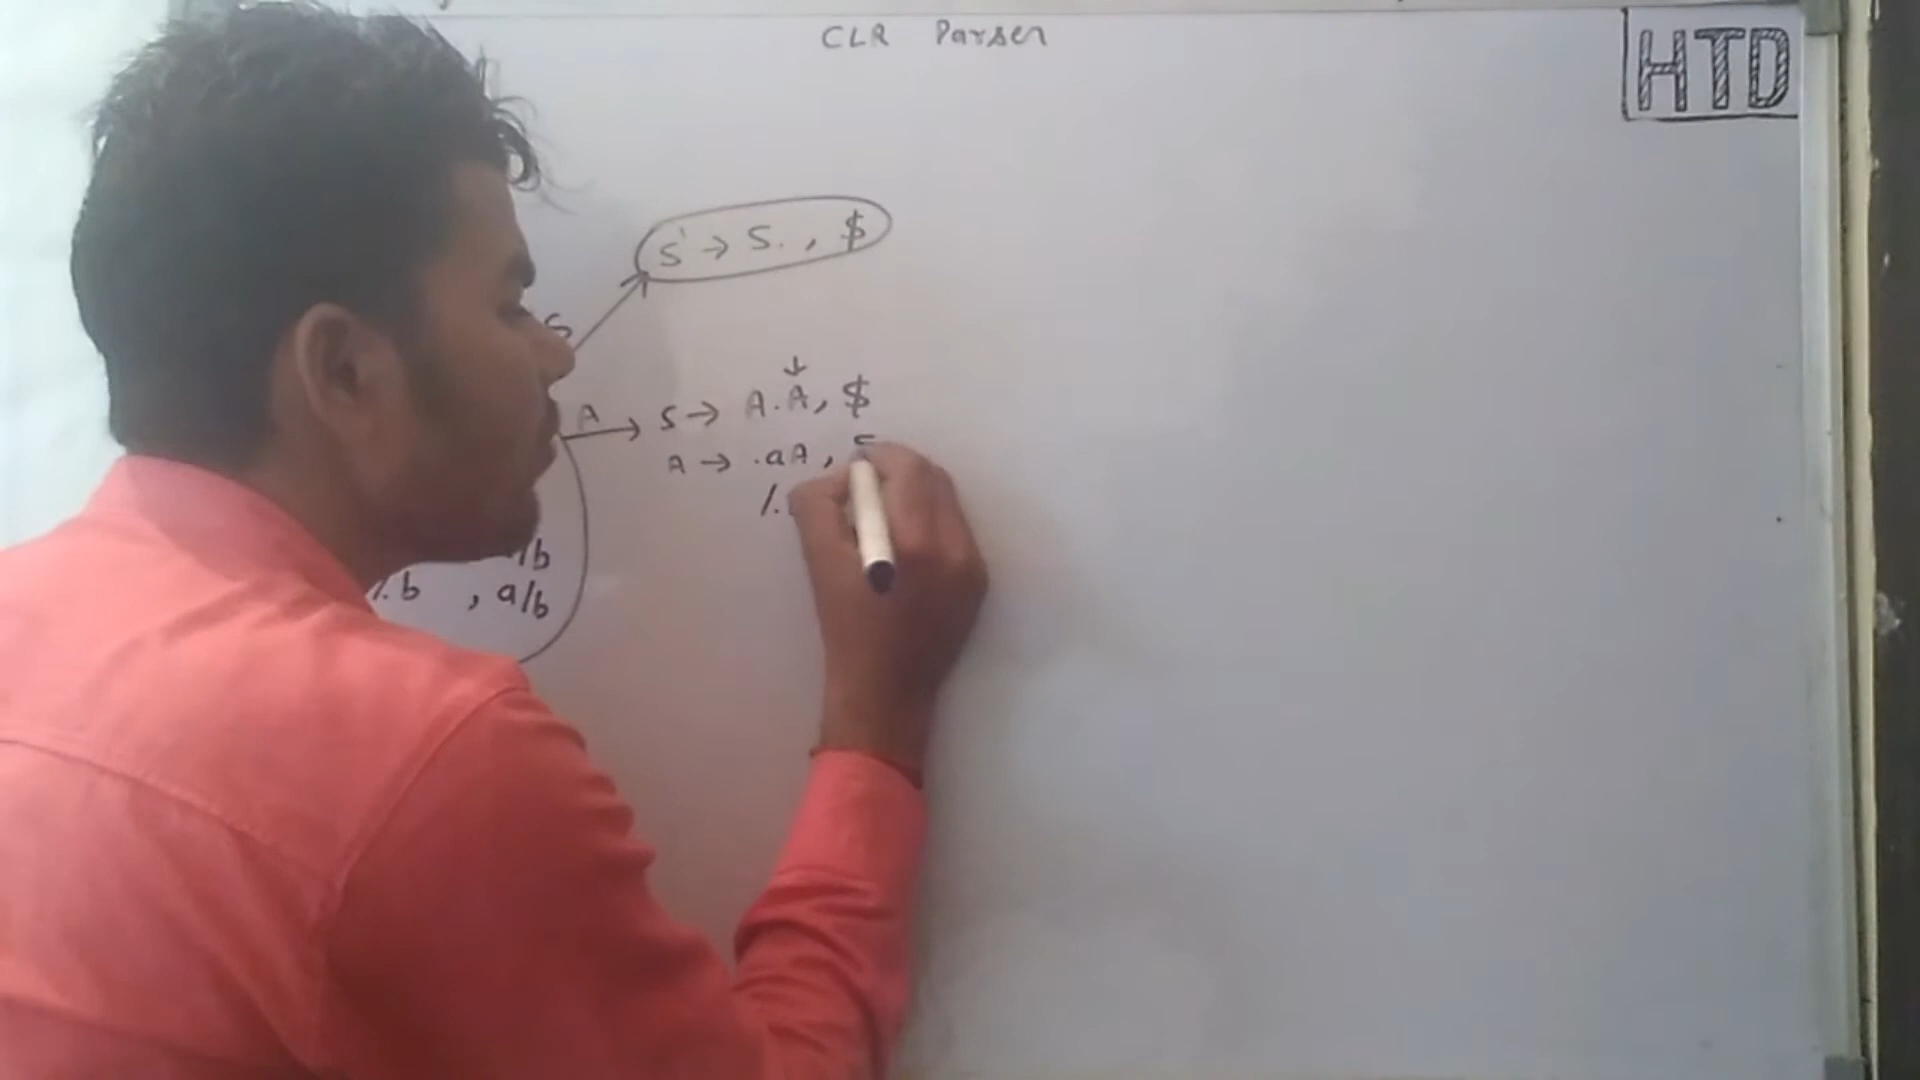 CLR Parser
HTD
S' → S. , $
S
A → S → A.A, $
A → .aA,
/.
/b
/.b , a/b